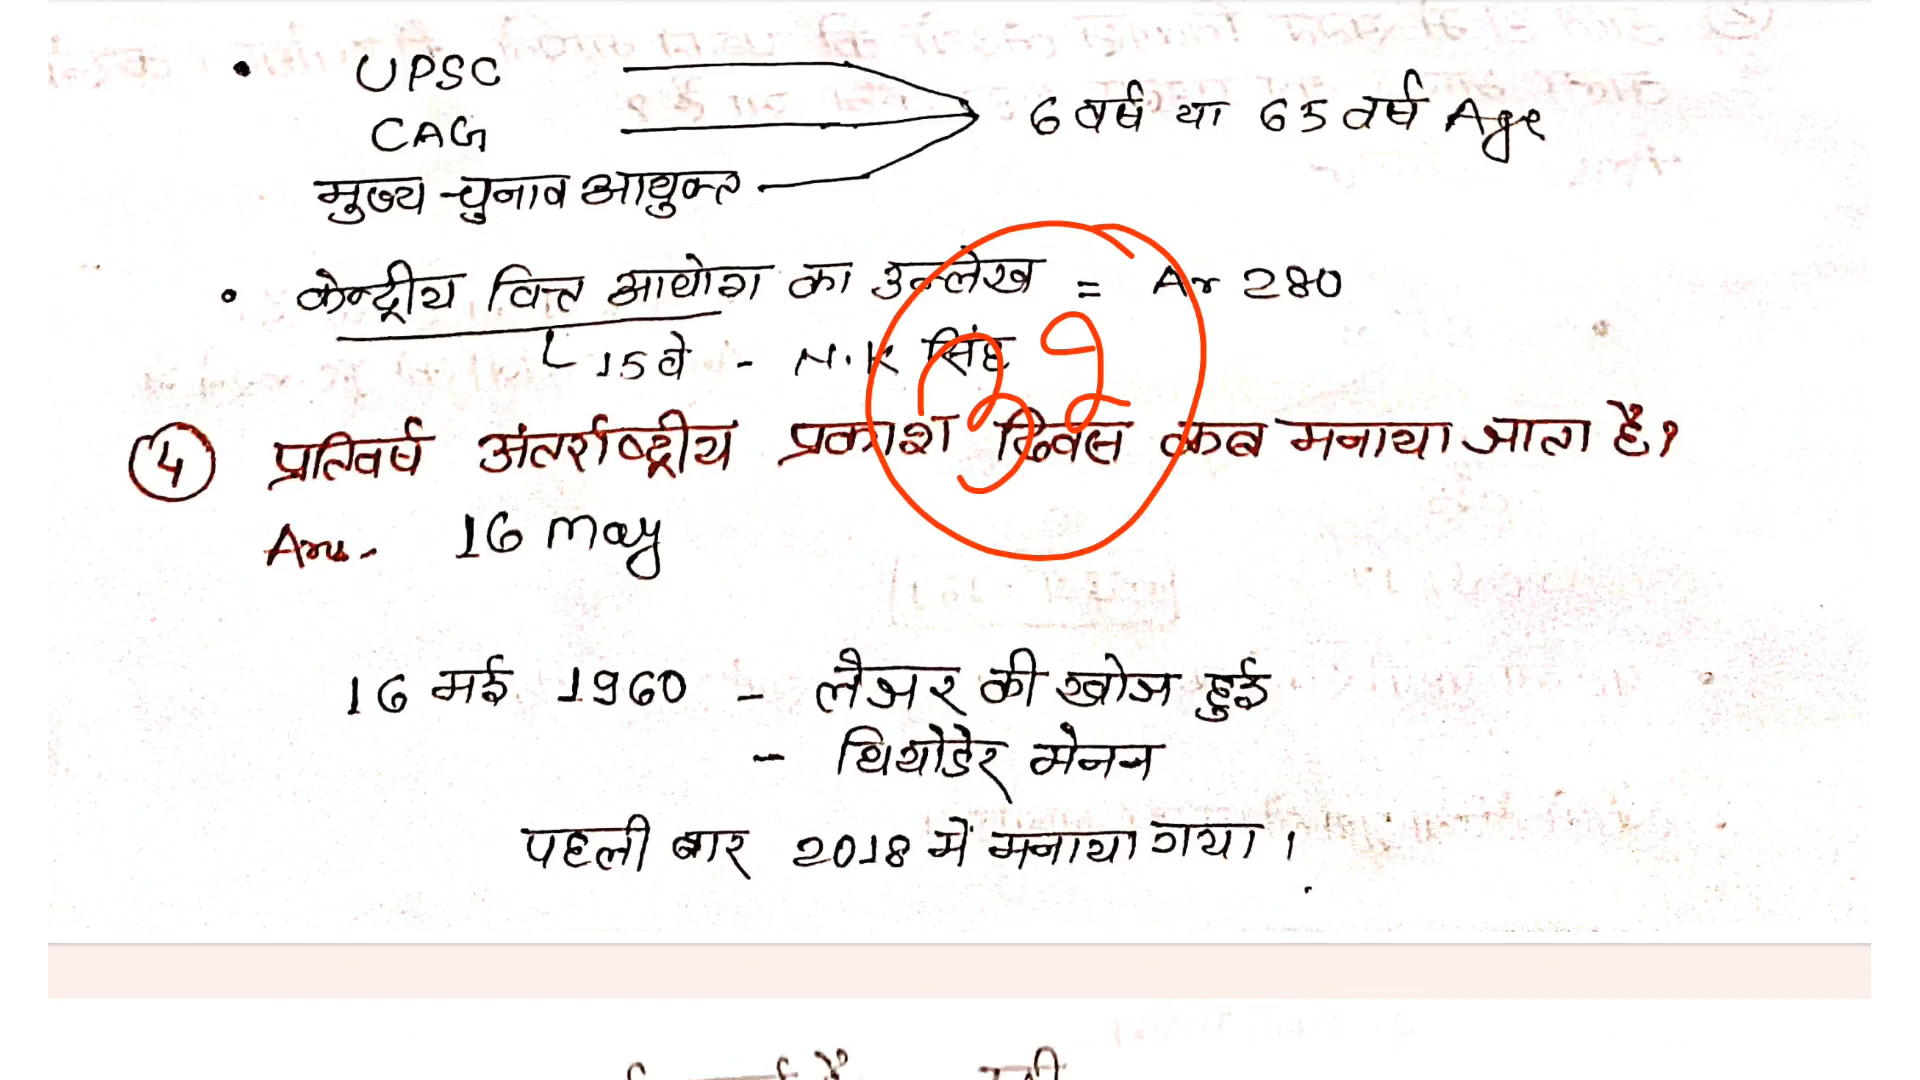 • UPSC
CAG
मुख्य चुनाव आयुक्त
6 वर्ष या 65 वर्ष Age
• केन्द्रीय वित्त आयोग का उल्लेख = Ar 280
15 वे - N.K सिंह
32
4 प्रतिवर्ष अंतर्राष्ट्रीय प्रकाश दिवस कब मनाया जाता है?
Ans. 16 may
16 मई 1960 - लैजर की खोज हुई
- थियोडेर मेनन
पहली बार 2018 में मनाया गया।